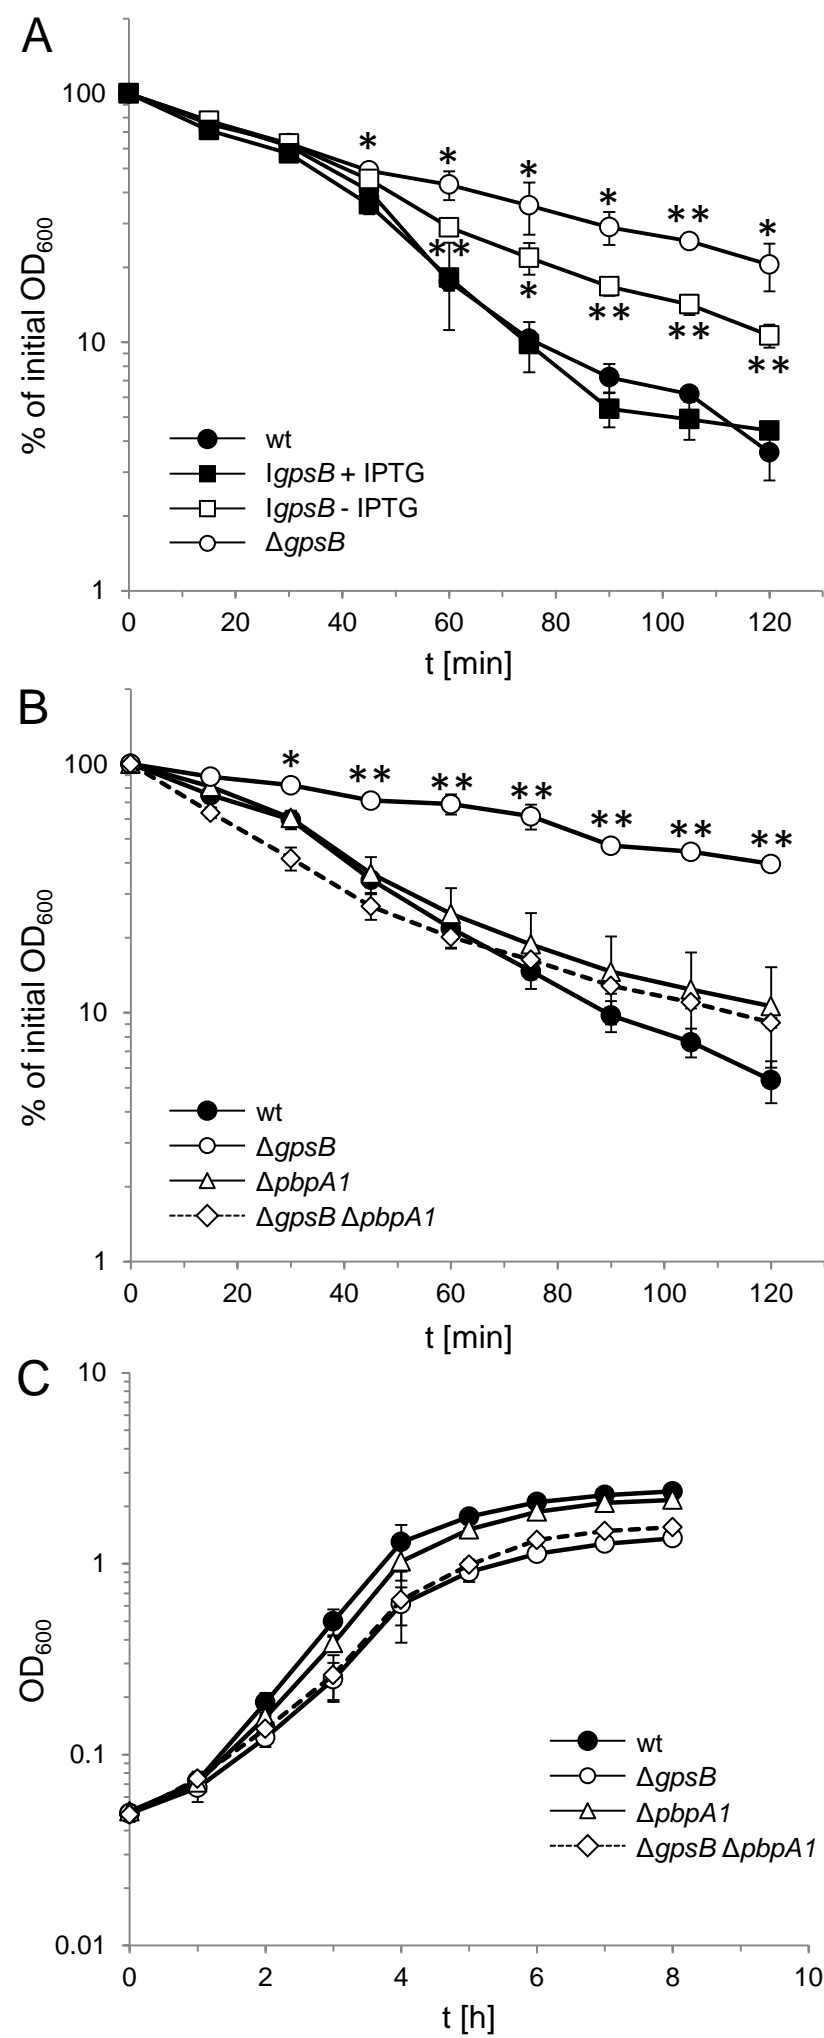 A
100
10
1
% of initial OD600
* * * * ** *
** * ** ** **
wt
IgpsB + IPTG
IgpsB - IPTG
ΔgpsB
0 20 40 60 80 100 120
t [min]
B
100
10
1
% of initial OD600
* ** ** ** ** ** **
wt
ΔgpsB
ΔpbpA1
ΔgpsB ΔpbpA1
0 20 40 60 80 100 120
t [min]
C
10
1
0.1
0.01
OD600
wt
ΔgpsB
ΔpbpA1
ΔgpsB ΔpbpA1
0 2 4 6 8 10
t [h]